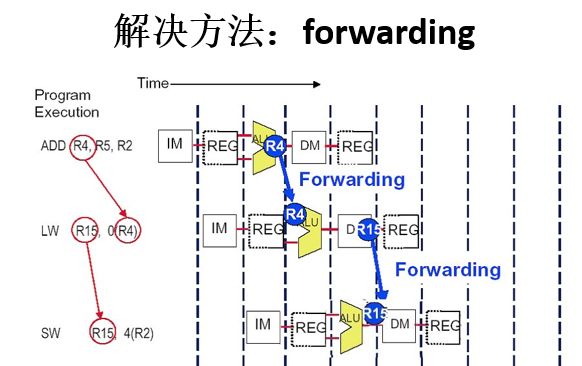 解决方法：forwarding
Time
Program
Execution
ADD R4, R5, R2
IM REG ALU R4 DM REG
Forwarding
LW R15, 0(R4)
IM REG R4 ALU D R15 REG
Forwarding
SW R15, 4(R2)
IM REG ALU R15 DM REG